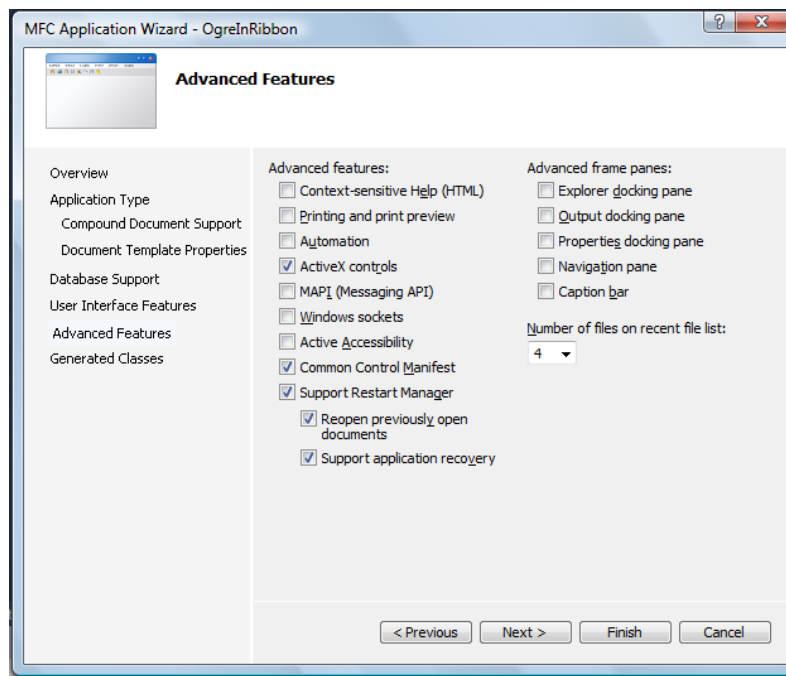 MFC Application Wizard - OgreInRibbon
?
X
Advanced Features
Overview
Application Type
Compound Document Support
Document Template Properties
Database Support
User Interface Features
Advanced Features
Generated Classes
Advanced features:
Context-sensitive Help (HTML)
Printing and print preview
Automation
ActiveX controls
MAPI (Messaging API)
Windows sockets
Active Accessibility
Common Control Manifest
Support Restart Manager
Reopen previously open
documents
Support application recovery
Advanced frame panes:
Explorer docking pane
Output docking pane
Properties docking pane
Navigation pane
Caption bar
Number of files on recent file list:
4
< Previous
Next >
Finish
Cancel